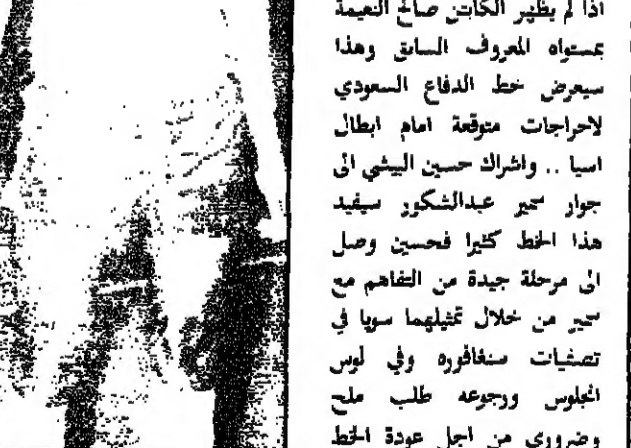 اذا لم يظهر الكابتن صالح النعيمة
بمستواه المعروف السابق وهذا
سيعرض خط الدفاع السعودي
لاحراجات متوقعة امام ابطال
اسيا .. واشراك حسين البيشي الى
جوار سمير عبدالشكور سيفيد
هذا الخط كثيرا فحسين وصل
الى مرحلة جيدة من التفاهم مع
سمير من خلال تمثيلهما سويا في
تصفيات سنغافوره وفي لوس
انجلوس ورجوعه طلب ملح
وضروري من اجل عودة الخط